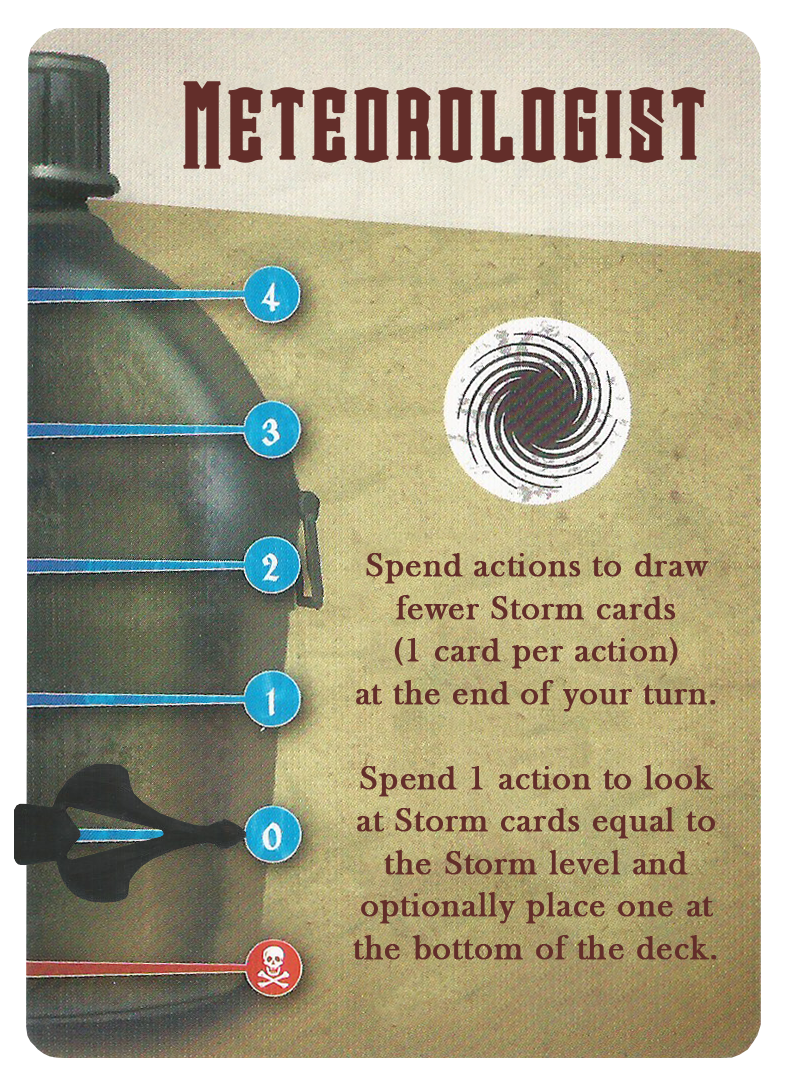 METEOROLOGIST
4
3
2
1
0
Spend actions to draw
fewer Storm cards
(1 card per action)
at the end of your turn.
Spend 1 action to look
at Storm cards equal to
the Storm level and
optionally place one at
the bottom of the deck.